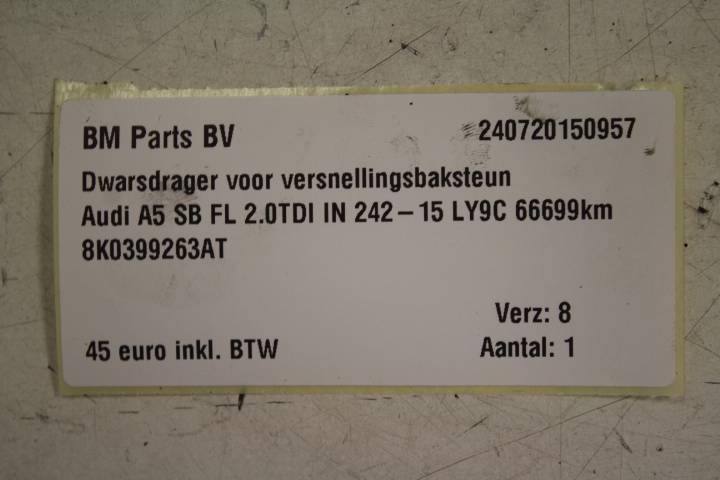 BM Parts BV 240720150957
Dwarsdrager voor versnellingsbaksteun
Audi A5 SB FL 2.0TDI IN 242-15 LY9C 66699km
8K0399263AT
Verz: 8
45 euro inkl. BTW Aantal: 1